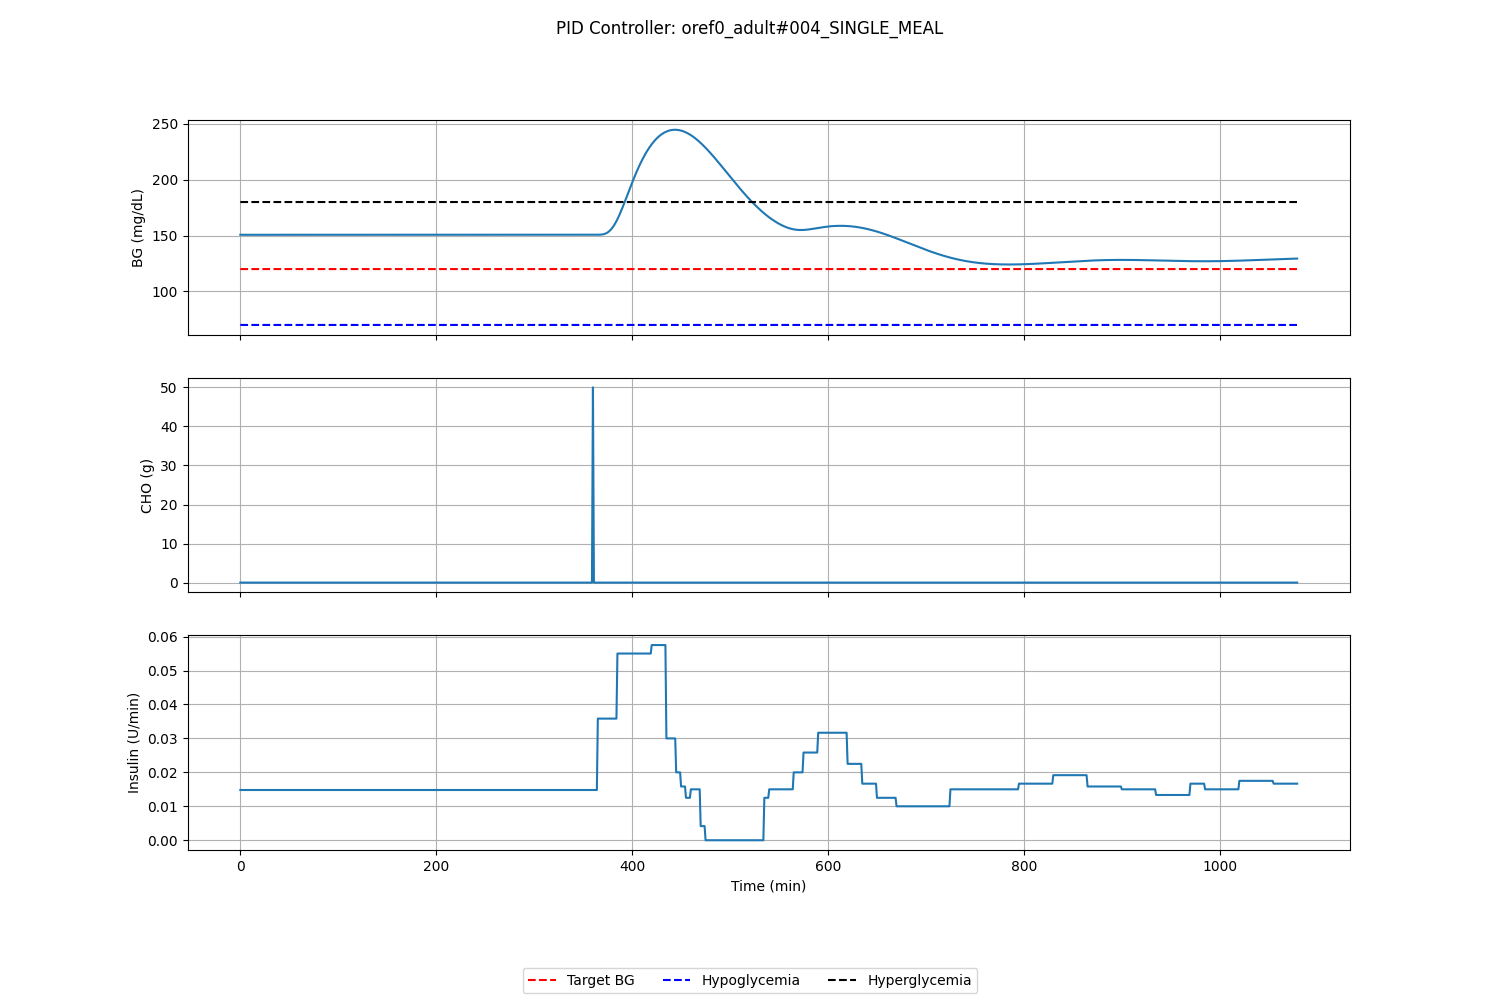 PID Controller: oref0_adult#004_SINGLE_MEAL
250
200
150
100
BG (mg/dL)
50
40
30
20
10
0
CHO (g)
0.06
0.05
0.04
0.03
0.02
0.01
0.00
Insulin (U/min)
0 200 400 600 800 1000
Time (min)
Target BG Hypoglycemia Hyperglycemia